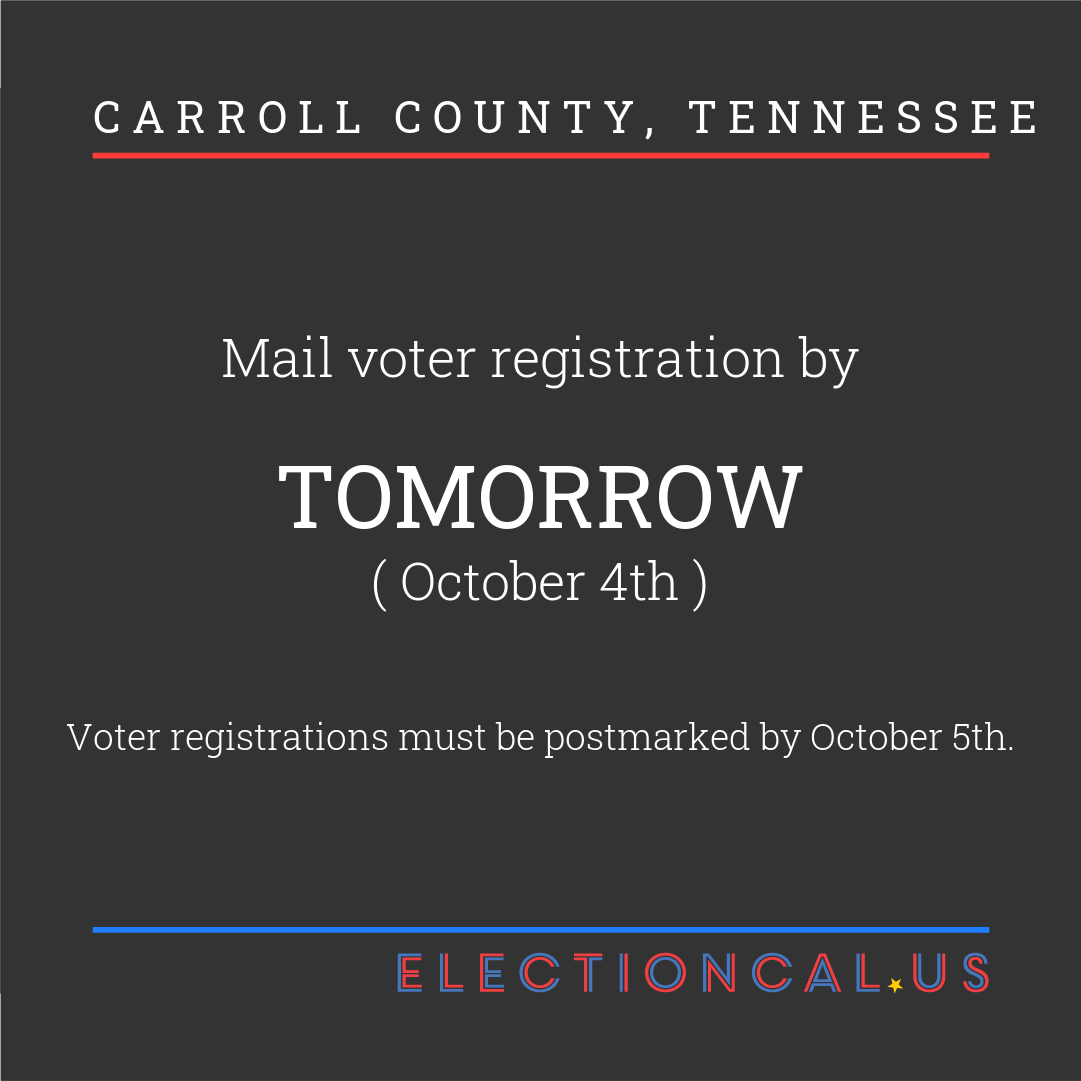 CARROLL COUNTY, TENNESSEE
Mail voter registration by
TOMORROW
( October 4th )
Voter registrations must be postmarked by October 5th.
ELECTIONCAL.US